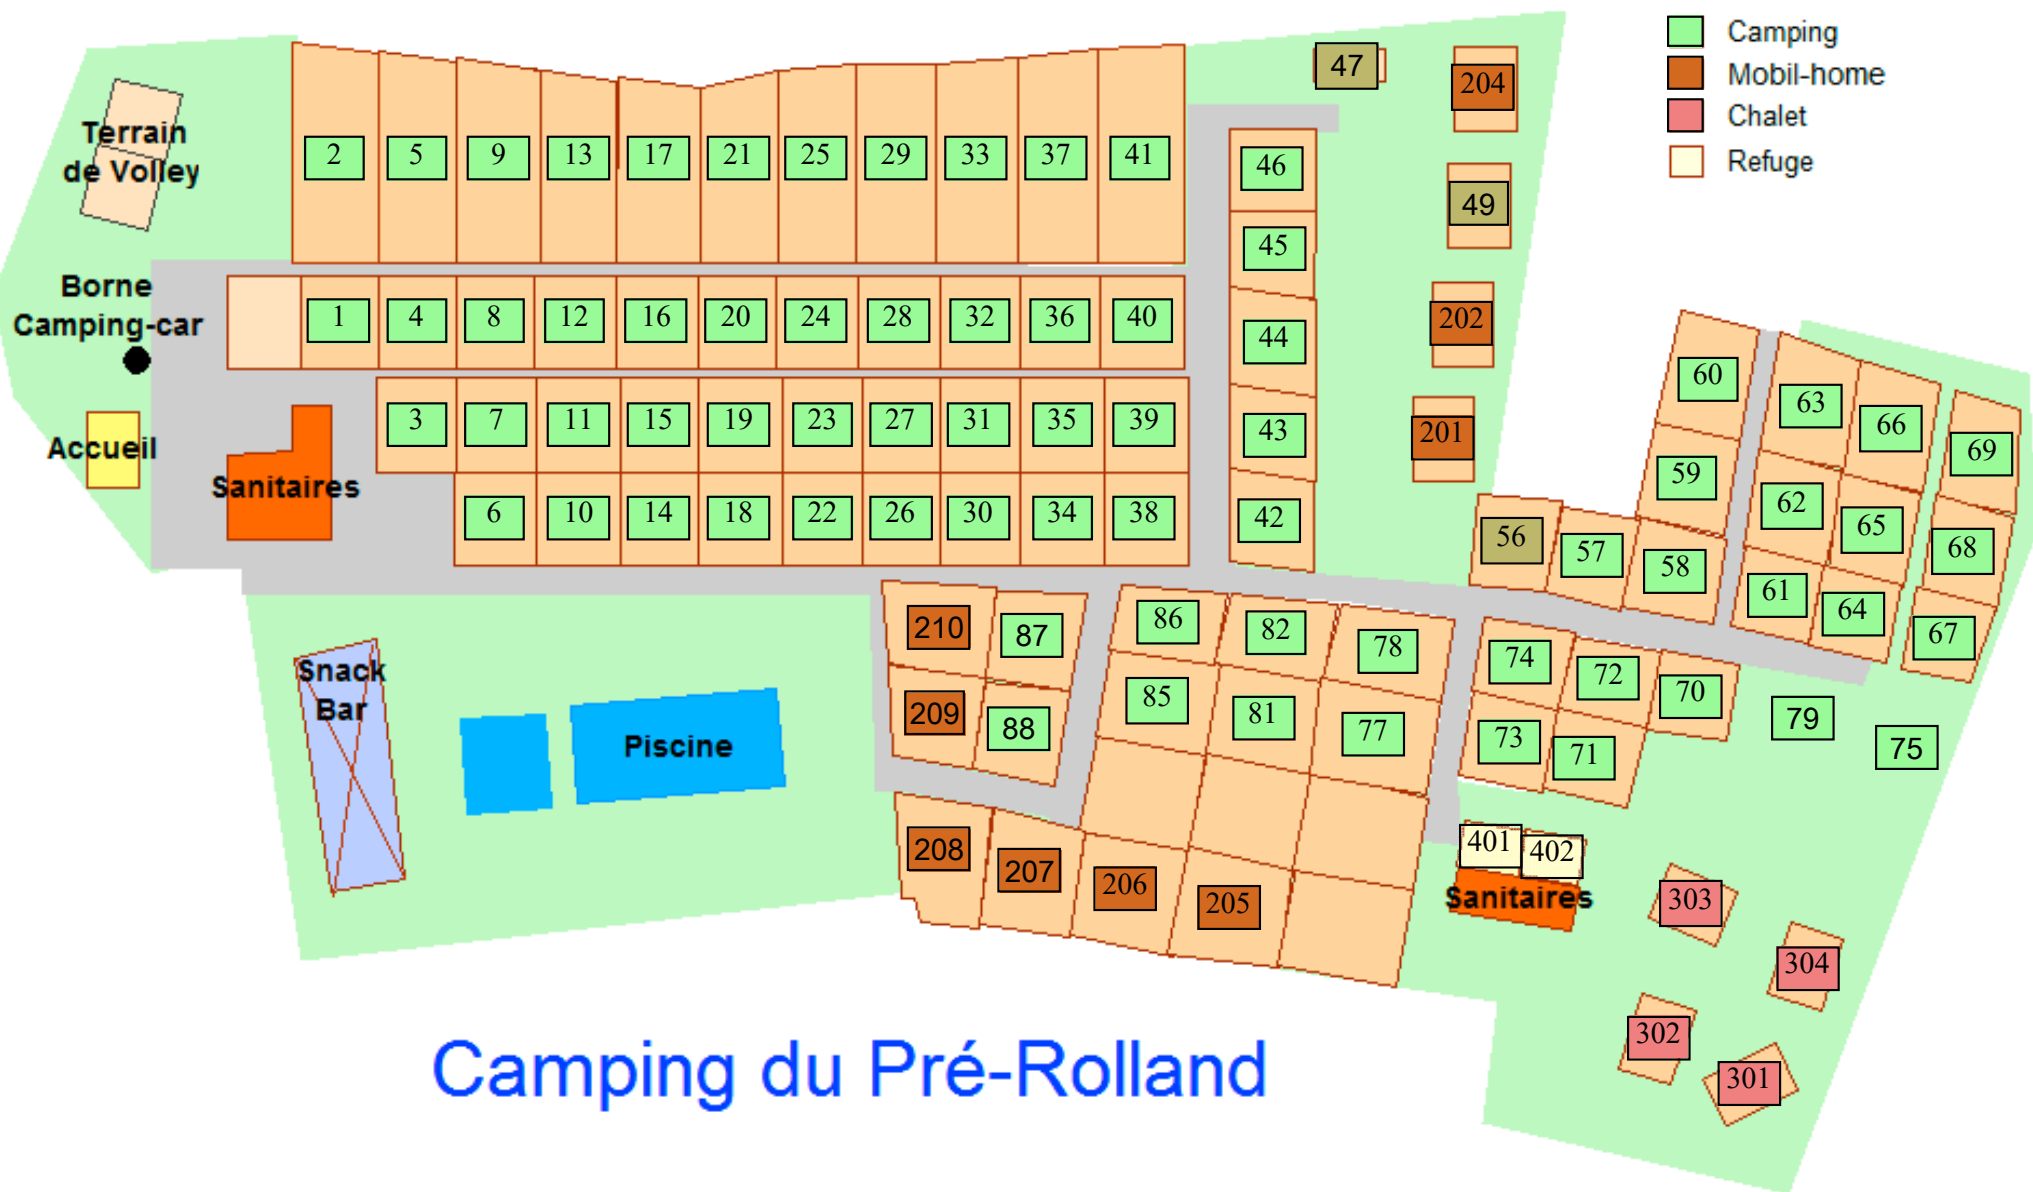 47
204
Camping
Mobil-home
Chalet
Refuge
Terrain
de Volley
2 5 9 13 17 21 25 29 33 37 41
46
49
45
Borne
Camping-car
1 4 8 12 16 20 24 28 32 36 40
44
202
3 7 11 15 19 23 27 31 35 39
43
201
60
63
66
69
Accueil
Sanitaires
6 10 14 18 22 26 30 34 38
42
59
62
65
68
56
57
58
61
64
67
210
87
86
82
78
74
72
70
79
75
209
88
85
81
77
73
71
Snack
Bar
Piscine
208
207
206
205
401
402
Sanitaires
303
304
302
301
Camping du Pré-Rolland